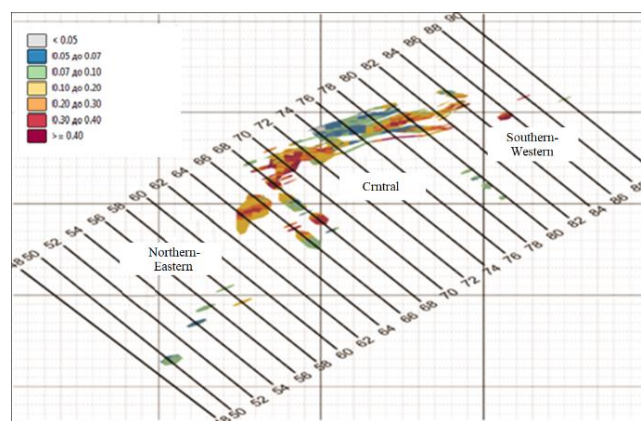 < 0.05
0.05 до 0.07
0.07 до 0.10
0.10 до 0.20
0.20 до 0.30
0.30 до 0.40
>= 0.40
50 52 54 56 58 60 62 64 66 68 70 72 74 76 78 80 82 84 86 88 90
Southern-
Western
Crntral
Northern-
Eastern
48 50 52 54 56 58 60 62 64 66 68 70 72 74 76 78 80 82 84 86